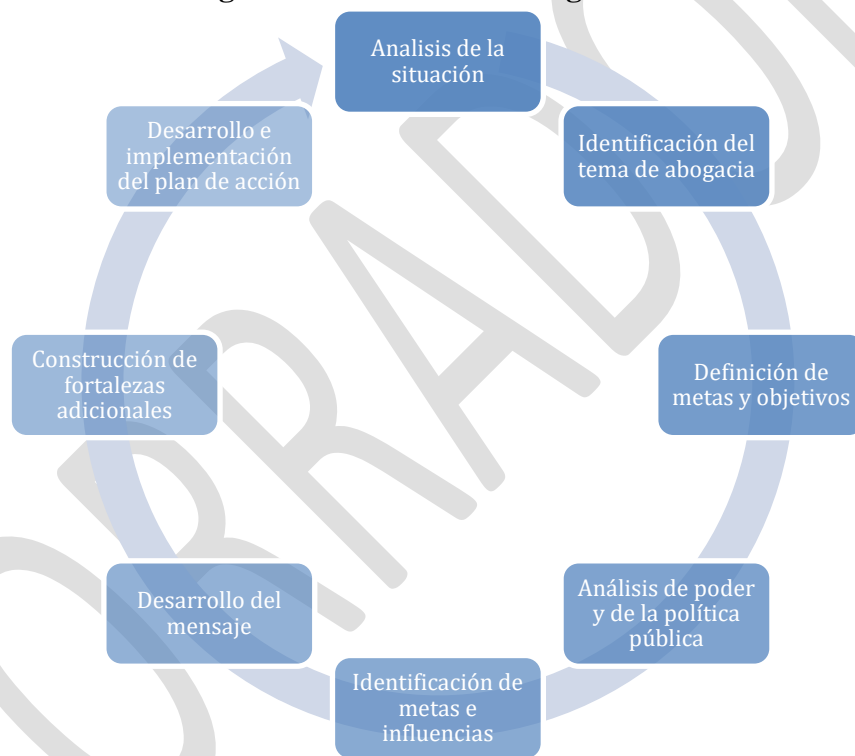 Analisis de la
situación
Identificación del
tema de abogacia
Definición de
metas y objetivos
Análisis de poder
y de la política
pública
Identificación de
metas e
influencias
Desarrollo del
mensaje
Construcción de
fortalezas
adicionales
Desarrollo e
implementación
del plan de acción